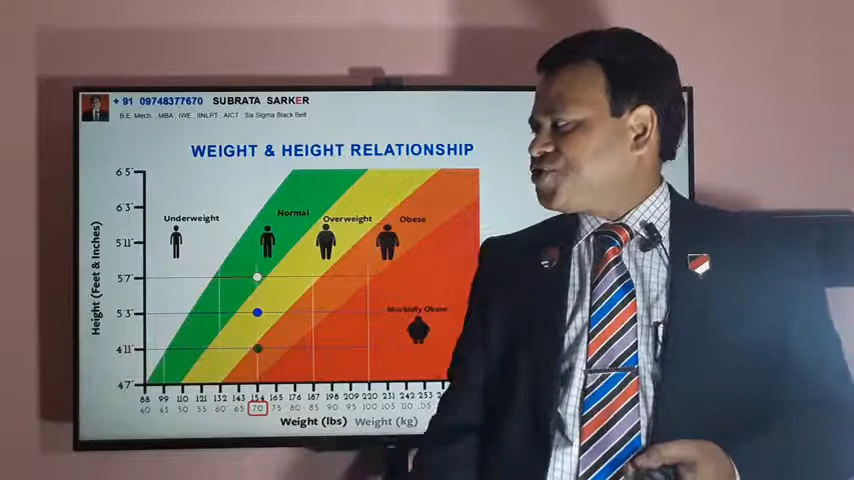 + 91 09748377670 SUBRATA SARKER
B.E. Mech., MBA, IWE, IINLPT, AICT, Six Sigma Black Belt
WEIGHT & HEIGHT RELATIONSHIP
6'5"
6'3"
5'11"
5'7"
5'3"
4'11"
4'7"
Height (Feet & Inches)
Underweight
Normal
Overweight
Obese
Morbidly Obese
88 99 110 121 132 143 154 165 176 187 198 209 220 231 242
40 45 50 55 60 65 70 75 80 85 90 95 100 105 110
Weight (lbs) Weight (kg)